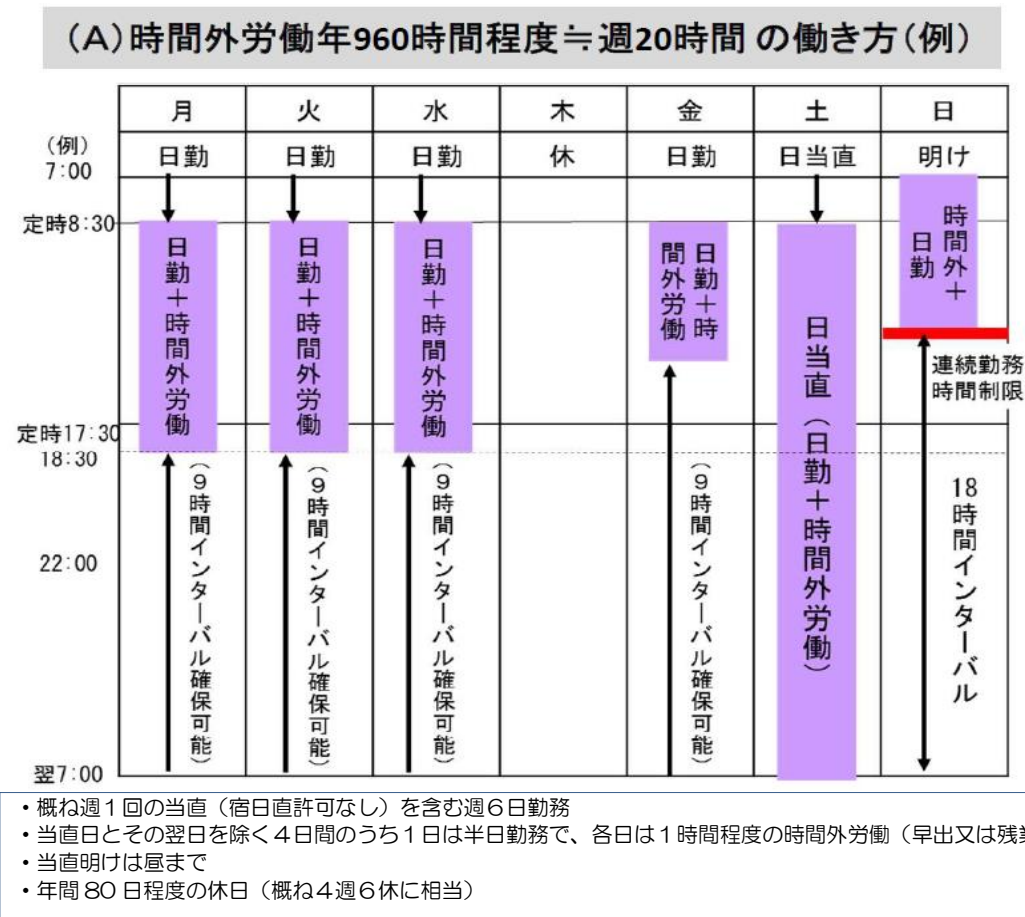 (A)時間外労働年960時間程度≒週20時間 の働き方(例)
月 火 水 木 金 土 日
(例)
7:00
日勤 日勤 日勤 休 日勤 日当直 明け
定時8:30
日勤+時間外労働
日勤+時間外労働
日勤+時間外労働
日勤+時
間外労働
日当直(日勤+時間外労働)
時間外+
日勤
連続勤務
時間制限
定時17:30
18:30
22:00
翌7:00
(9時間インターバル確保可能)
(9時間インターバル確保可能)
(9時間インターバル確保可能)
(9時間インターバル確保可能)
18時間インターバル
・概ね週1回の当直(宿日直許可なし)を含む週6日勤務
・当直日とその翌日を除く4日間のうち1日は半日勤務で、各日は1時間程度の時間外労働(早出又は残
・当直明けは昼まで
・年間80日程度の休日(概ね4週6休に相当)